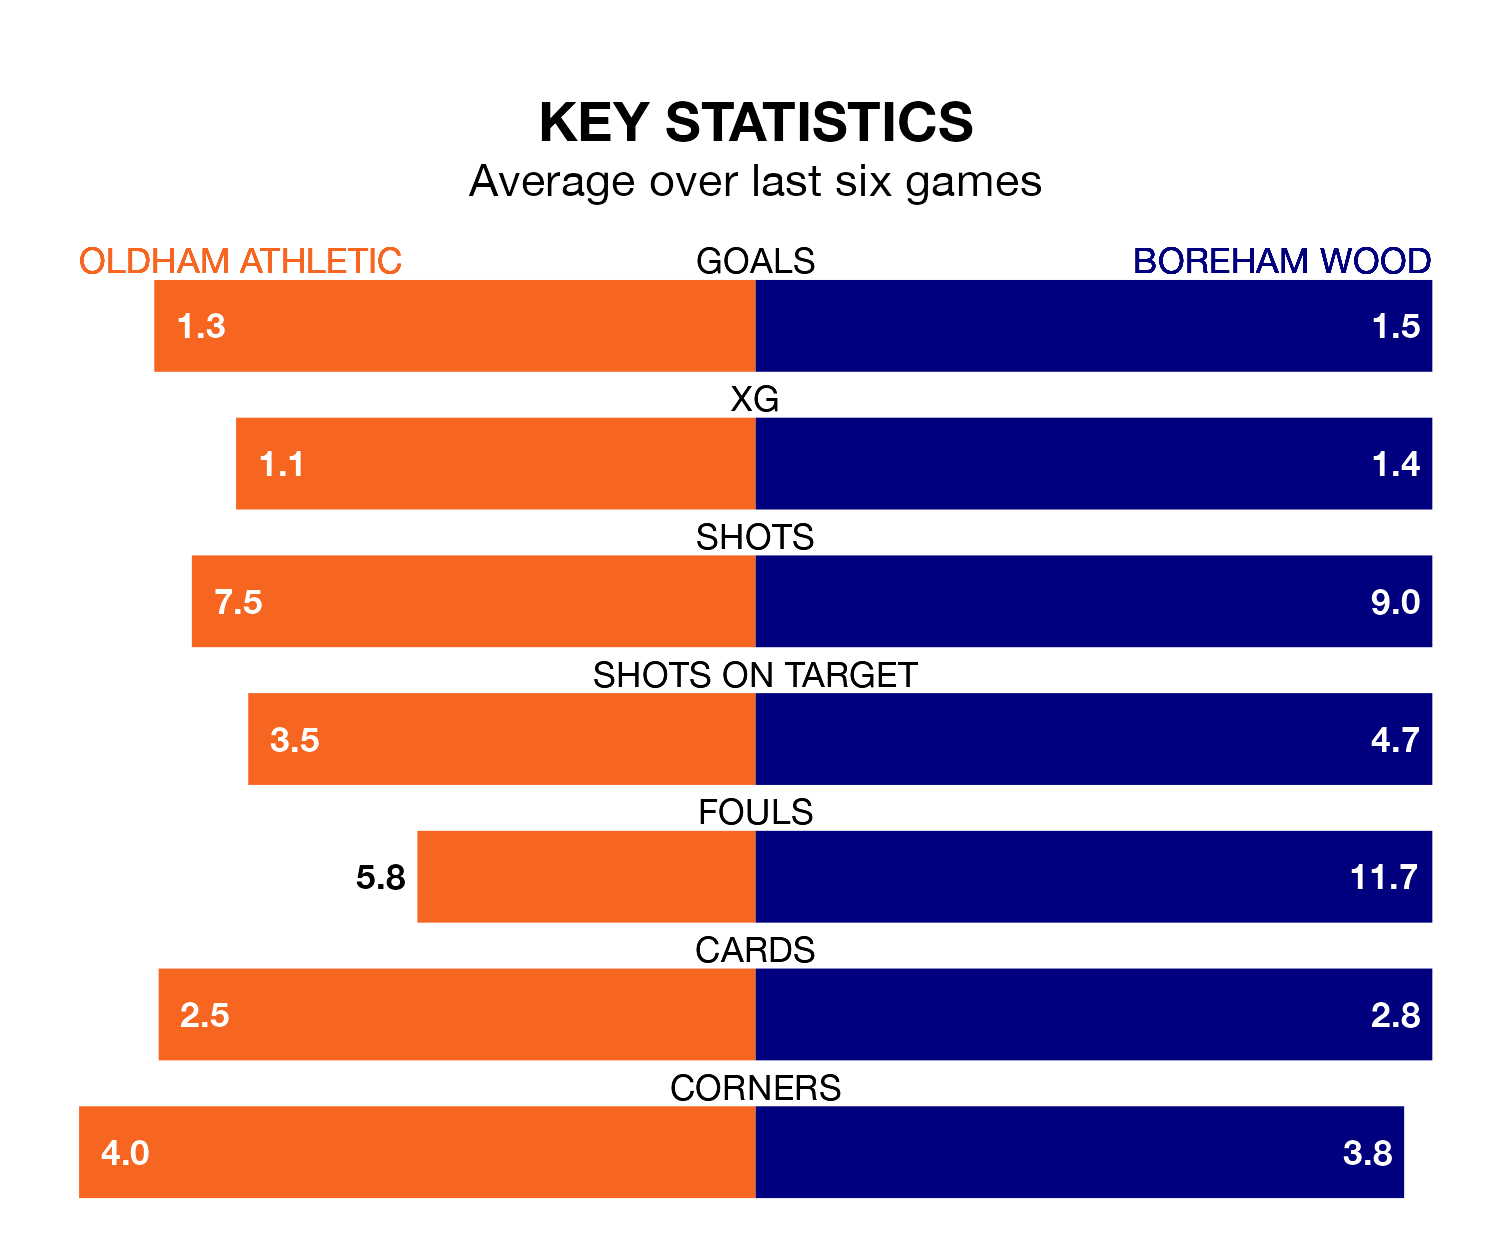 KEY STATISTICS
Average over last six games
OLDHAM ATHLETIC GOALS BOREHAM WOOD
1.3 1.5
XG
1.1 1.4
SHOTS
7.5 9.0
SHOTS ON TARGET
3.5 4.7
FOULS
5.8 11.7
CARDS
2.5 2.8
CORNERS
4.0 3.8